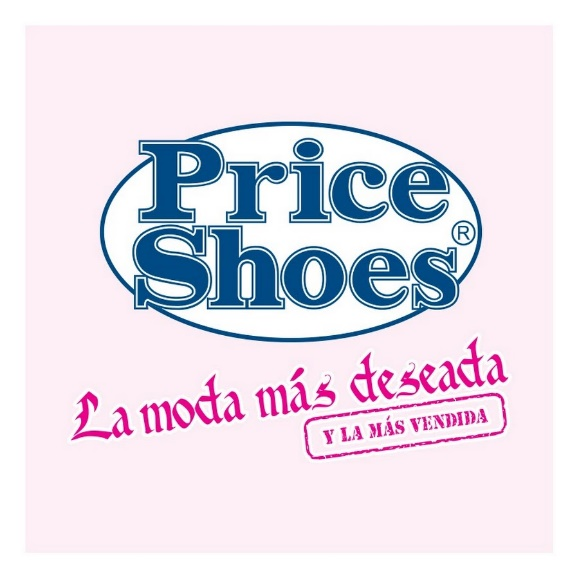 Price
Shoes®
La moda más deseada
Y LA MÁS VENDIDA